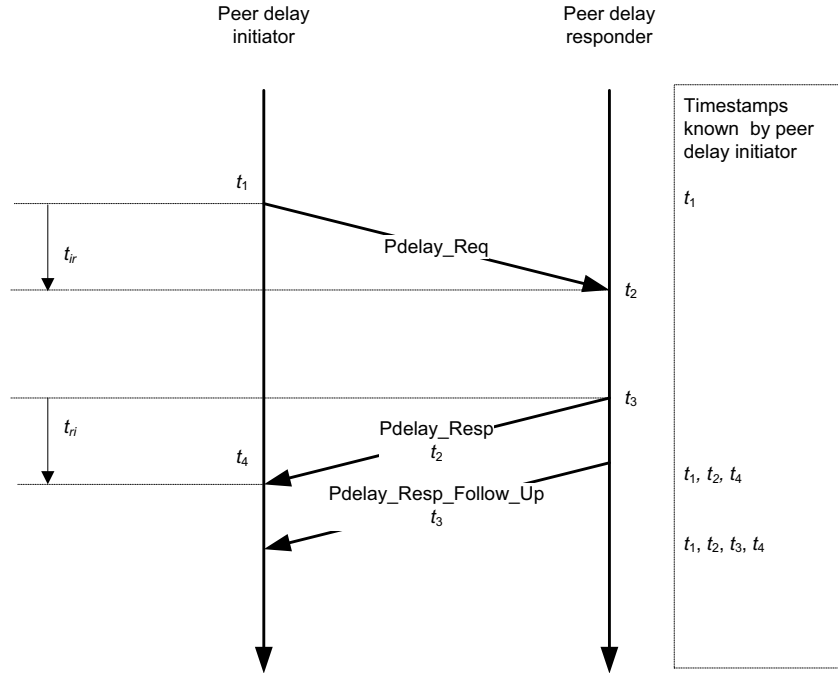 Peer delay
initiator
Peer delay
responder
Timestamps
known by peer
delay initiator
t1
t1
tir
Pdelay_Req
t2
t3
tri
Pdelay_Resp
t2
t4
t1, t2, t4
Pdelay_Resp_Follow_Up
t3
t1, t2, t3, t4